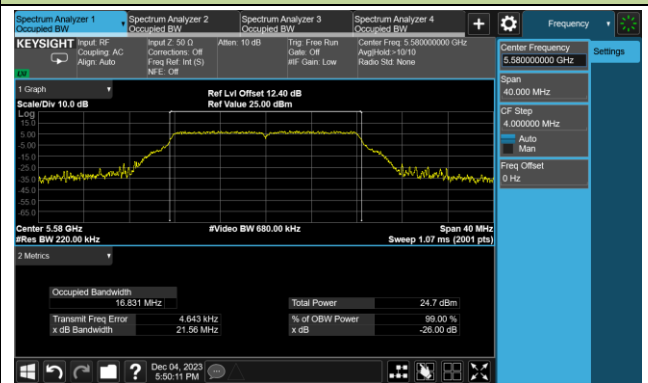 Spectrum Analyzer 1
Occupied BW
Spectrum Analyzer 2
Occupied BW
Spectrum Analyzer 3
Occupied BW
Spectrum Analyzer 4
Occupied BW
+
Frequency
KEYSIGHT
Input: RF
Coupling: AC
Align: Auto
Input Z: 50 Ω
Corrections: Off
Freq Ref: Int (S)
NFE: Off
Atten: 10 dB
Trig: Free Run
Gate: Off
#IF Gain: Low
Center Freq: 5.580000000 GHz
Avg|Hold:>10/10
Radio Std: None
Center Frequency
5.580000000 GHz
Settings
Span
40.000 MHz
CF Step
4.000000 MHz
Auto
Man
Freq Offset
0 Hz
1 Graph
Scale/Div 10.0 dB
Ref Lvl Offset 12.40 dB
Ref Value 25.00 dBm
Log
15.0
5.00
-5.00
-15.0
-25.0
-35.0
-45.0
-55.0
-65.0
Center 5.58 GHz
#Res BW 220.00 kHz
#Video BW 680.00 kHz
Span 40 MHz
Sweep 1.07 ms (2001 pts)
2 Metrics
Occupied Bandwidth
16.831 MHz
Total Power 24.7 dBm
Transmit Freq Error 4.643 kHz
% of OBW Power 99.00 %
x dB Bandwidth 21.56 MHz
x dB -26.00 dB
?
Dec 04, 2023
5:50:11 PM